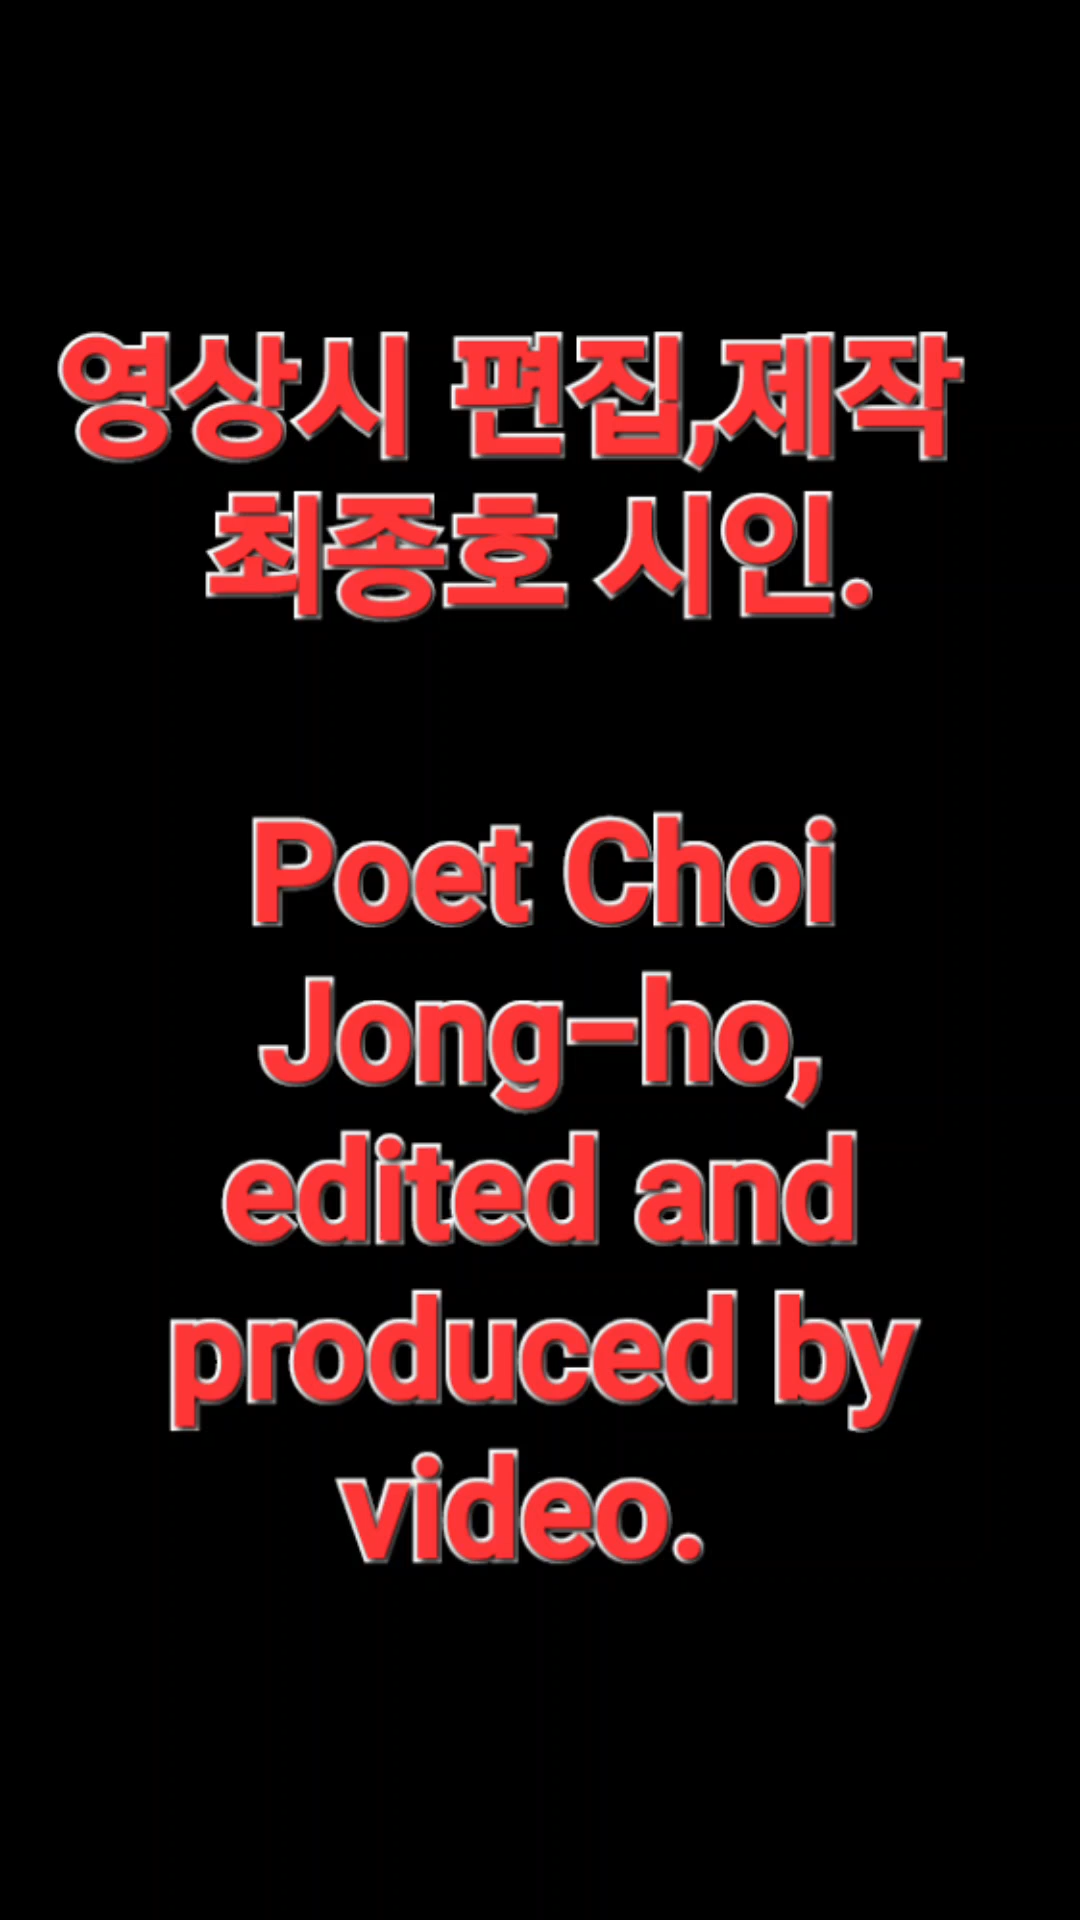 영상시 편집,제작
최종호 시인.
Poet Choi
Jong-ho,
edited and
produced by
video.